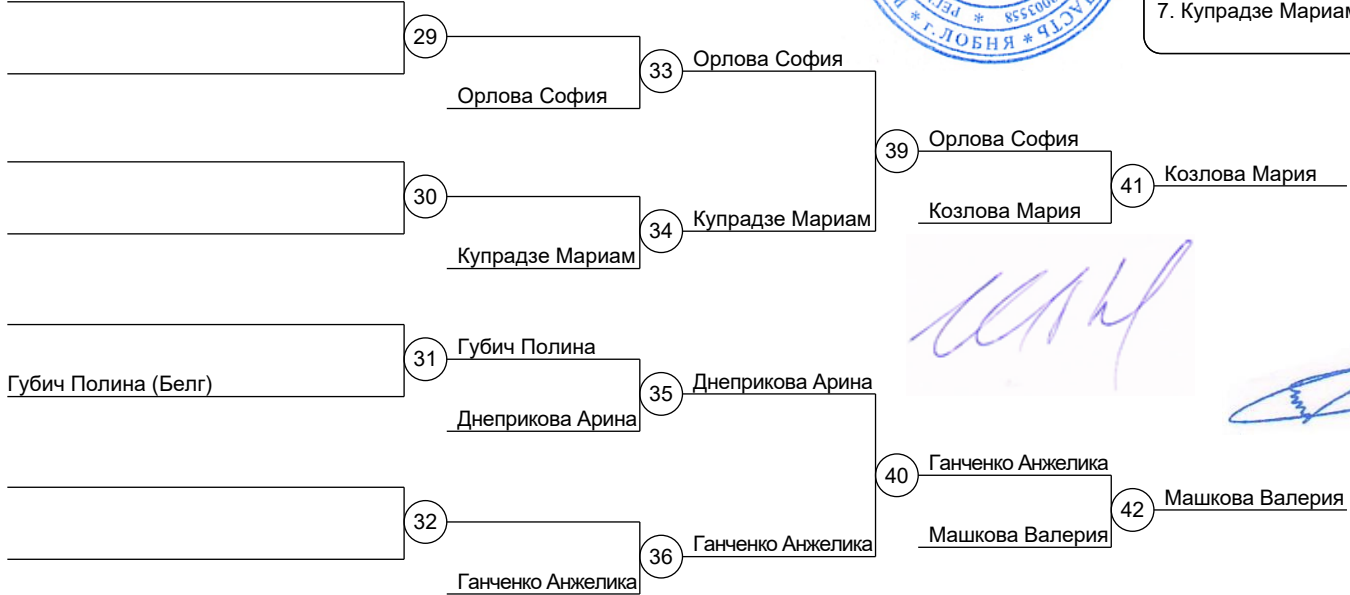 7. Купрадзе Мариам
г. ЛОБНЯ *
29
33
Орлова София
Орлова София
39
Орлова София
41
Козлова Мария
Козлова Мария
30
34
Купрадзе Мариам
Купрадзе Мариам
31
Губич Полина
Губич Полина (Белг)
35
Днеприкова Арина
Днеприкова Арина
40
Ганченко Анжелика
42
Машкова Валерия
Машкова Валерия
32
36
Ганченко Анжелика
Ганченко Анжелика